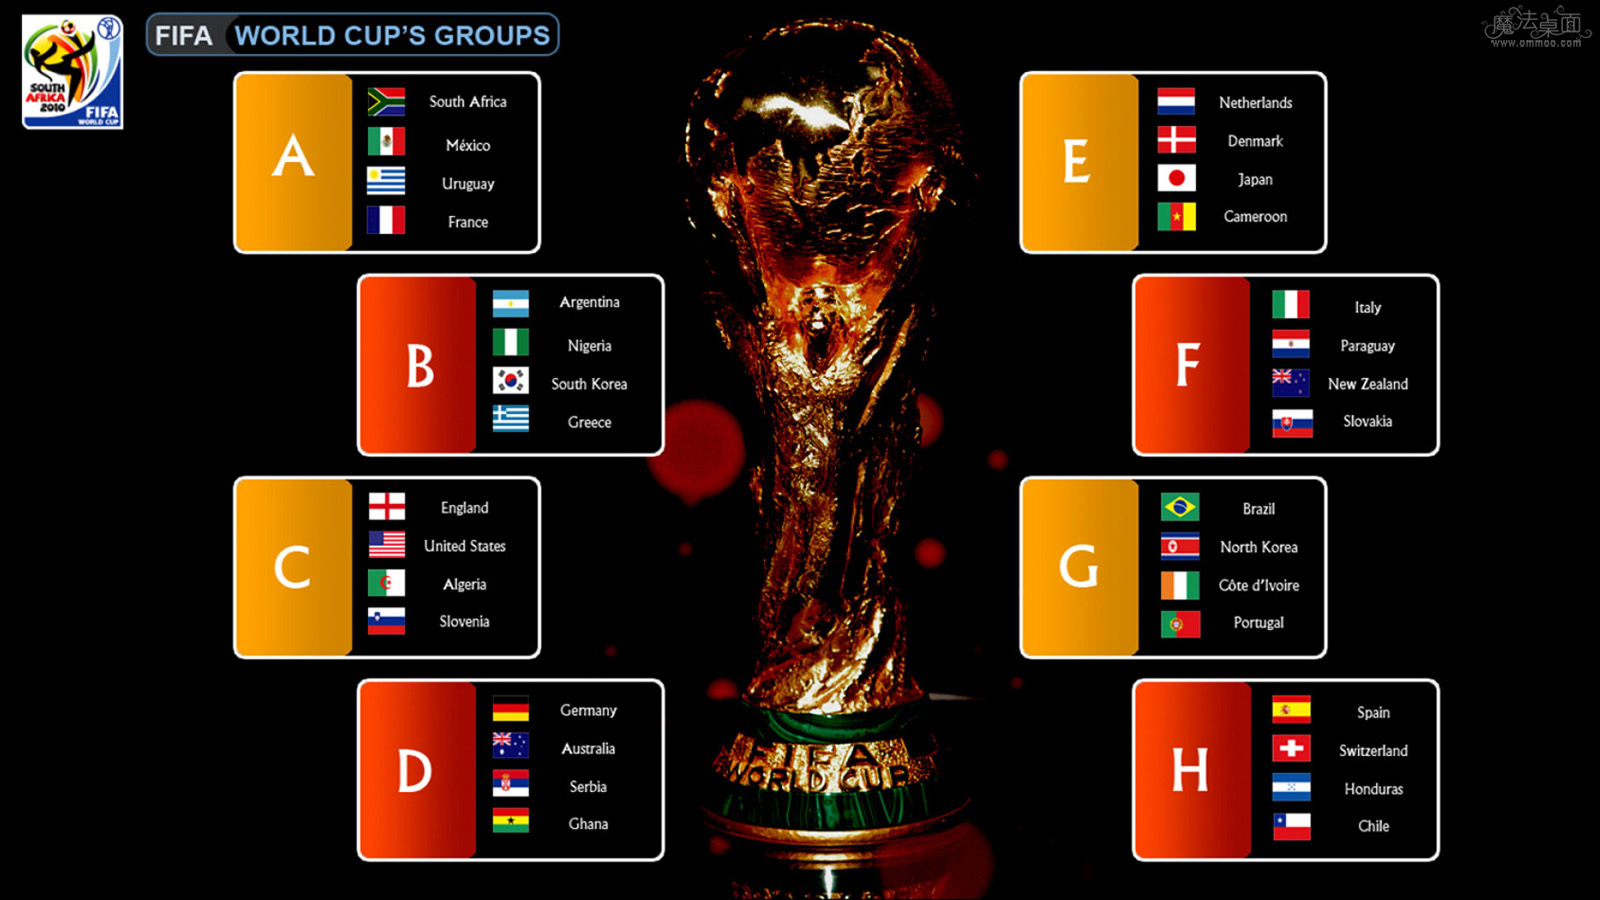 SOUTH
AFRICA
2010
FIFA
WORLD CUP
FIFA WORLD CUP'S GROUPS
魔法桌面
www.ommoo.com
A
South Africa
México
Uruguay
France
B
Argentina
Nigeria
South Korea
Greece
C
England
United States
Algeria
Slovenia
D
Germany
Australia
Serbia
Ghana
E
Netherlands
Denmark
Japan
Cameroon
F
Italy
Paraguay
New Zealand
Slovakia
G
Brazil
North Korea
Côte d'Ivoire
Portugal
H
Spain
Switzerland
Honduras
Chile
FIFA
WORLD CUP